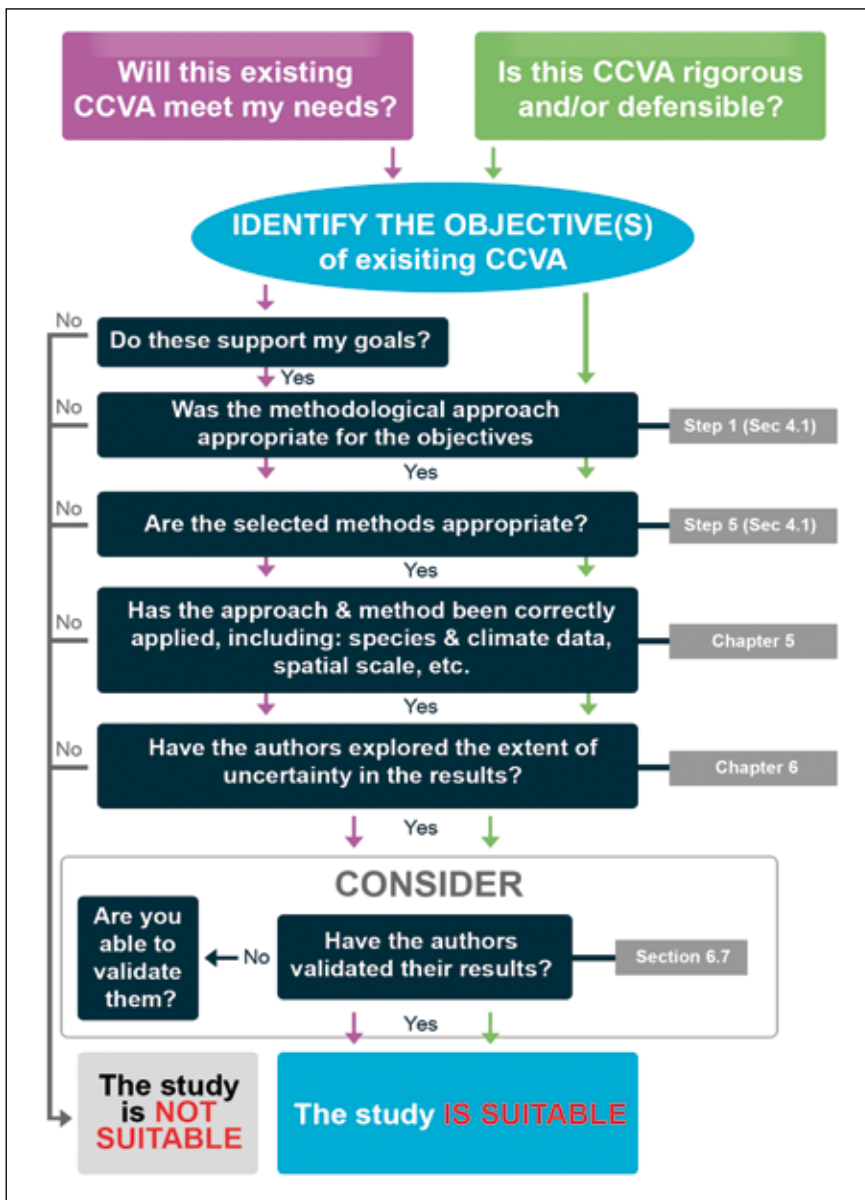 Will this existing
CCVA meet my needs?
Is this CCVA rigorous
and/or defensible?
IDENTIFY THE OBJECTIVE(S)
of exisiting CCVA
No
Do these support my goals?
Yes
No
Was the methodological approach
appropriate for the objectives
Step 1 (Sec 4.1)
Yes
No
Are the selected methods appropriate?
Step 5 (Sec 4.1)
Yes
No
Has the approach & method been correctly
applied, including: species & climate data,
spatial scale, etc.
Chapter 5
Yes
No
Have the authors explored the extent of
uncertainty in the results?
Chapter 6
Yes
CONSIDER
Are you
able to
validate
them?
No
Have the authors
validated their results?
Section 6.7
Yes
The study
is NOT
SUITABLE
The study IS SUITABLE